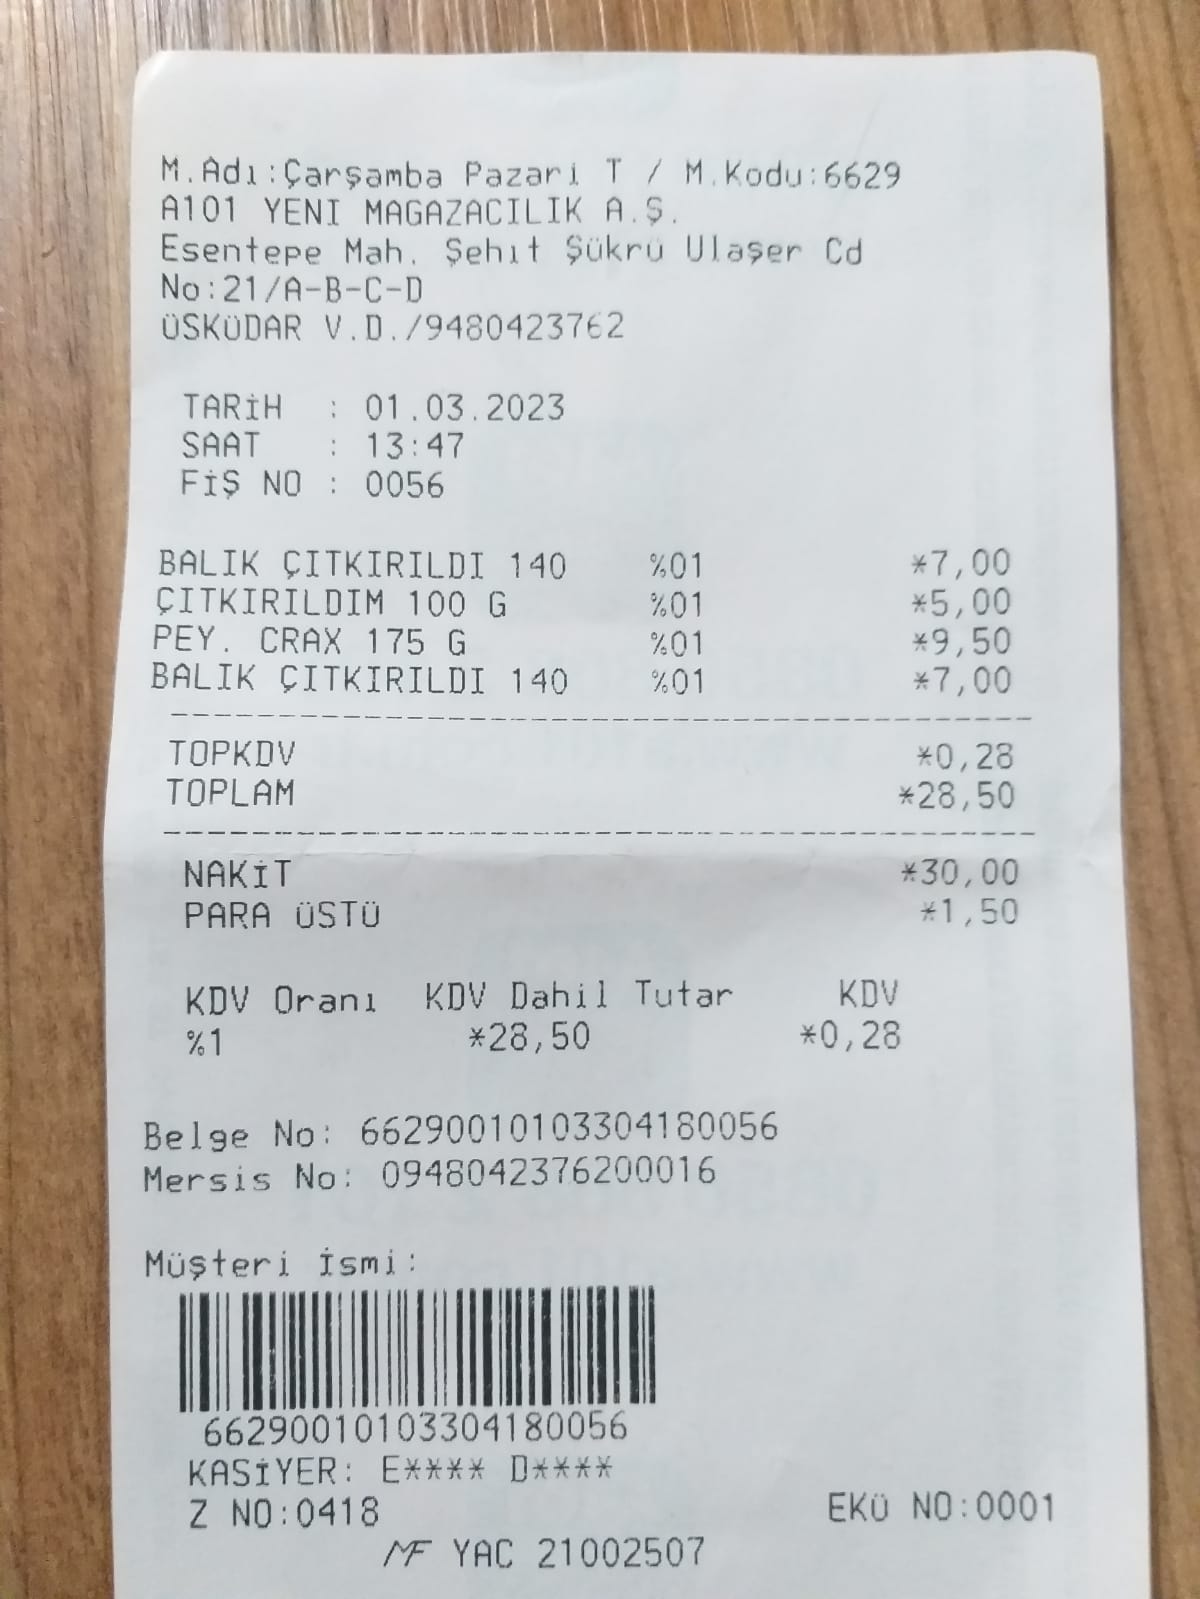 M.Adı:Çarşamba Pazari T / M.Kodu:6629
A101 YENİ MAGAZACILIK A.Ş.
Esentepe Mah. Şehıt Şükrü Ulaşer Cd
No:21/A-B-C-D
ÜSKÜDAR V.D./9480423762
TARİH : 01.03.2023
SAAT : 13:47
FİŞ NO : 0056
BALIK ÇITKIRILDI 140 %01 *7,00
ÇITKIRILDIM 100 G %01 *5,00
PEY. CRAX 175 G %01 *9,50
BALIK ÇITKIRILDI 140 %01 *7,00
TOPKDV *0,28
TOPLAM *28,50
NAKİT *30,00
PARA ÜSTÜ *1,50
KDV Oranı KDV Dahil Tutar KDV
%1 *28,50 *0,28
Belge No: 66290010103304180056
Mersis No: 0948042376200016
Müşteri İsmi:
66290010103304180056
KASİYER: E**** D****
Z NO:0418 EKÜ NO:0001
MF YAC 21002507